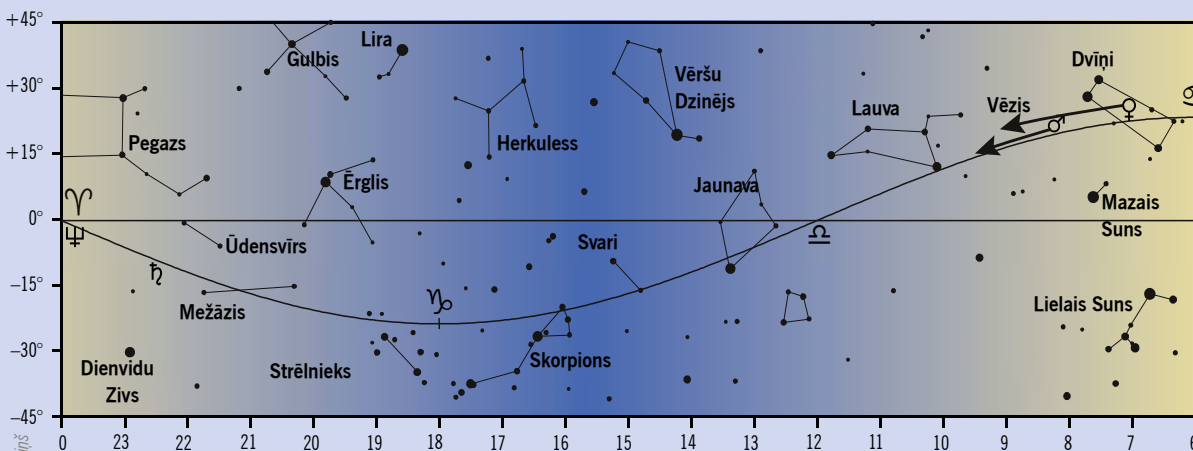 +45°
+30°
+15°
0°
–15°
–30°
–45°
Gulbis
Lira
Pegazs
Ērglis
Ūdensvīrs
Mežāzis
Dienvidu
Zivs
Strēlnieks
Herkuless
Vēršu
Dzinējs
Svari
Skorpions
Jaunava
Lauva
Vēzis
Dvīņi
Mazais
Suns
Lielais Suns
♈
♆
♄
♑
♎
♂
♀
♋
0 23 22 21 20 19 18 17 16 15 14 13 12 11 10 9 8 7 6